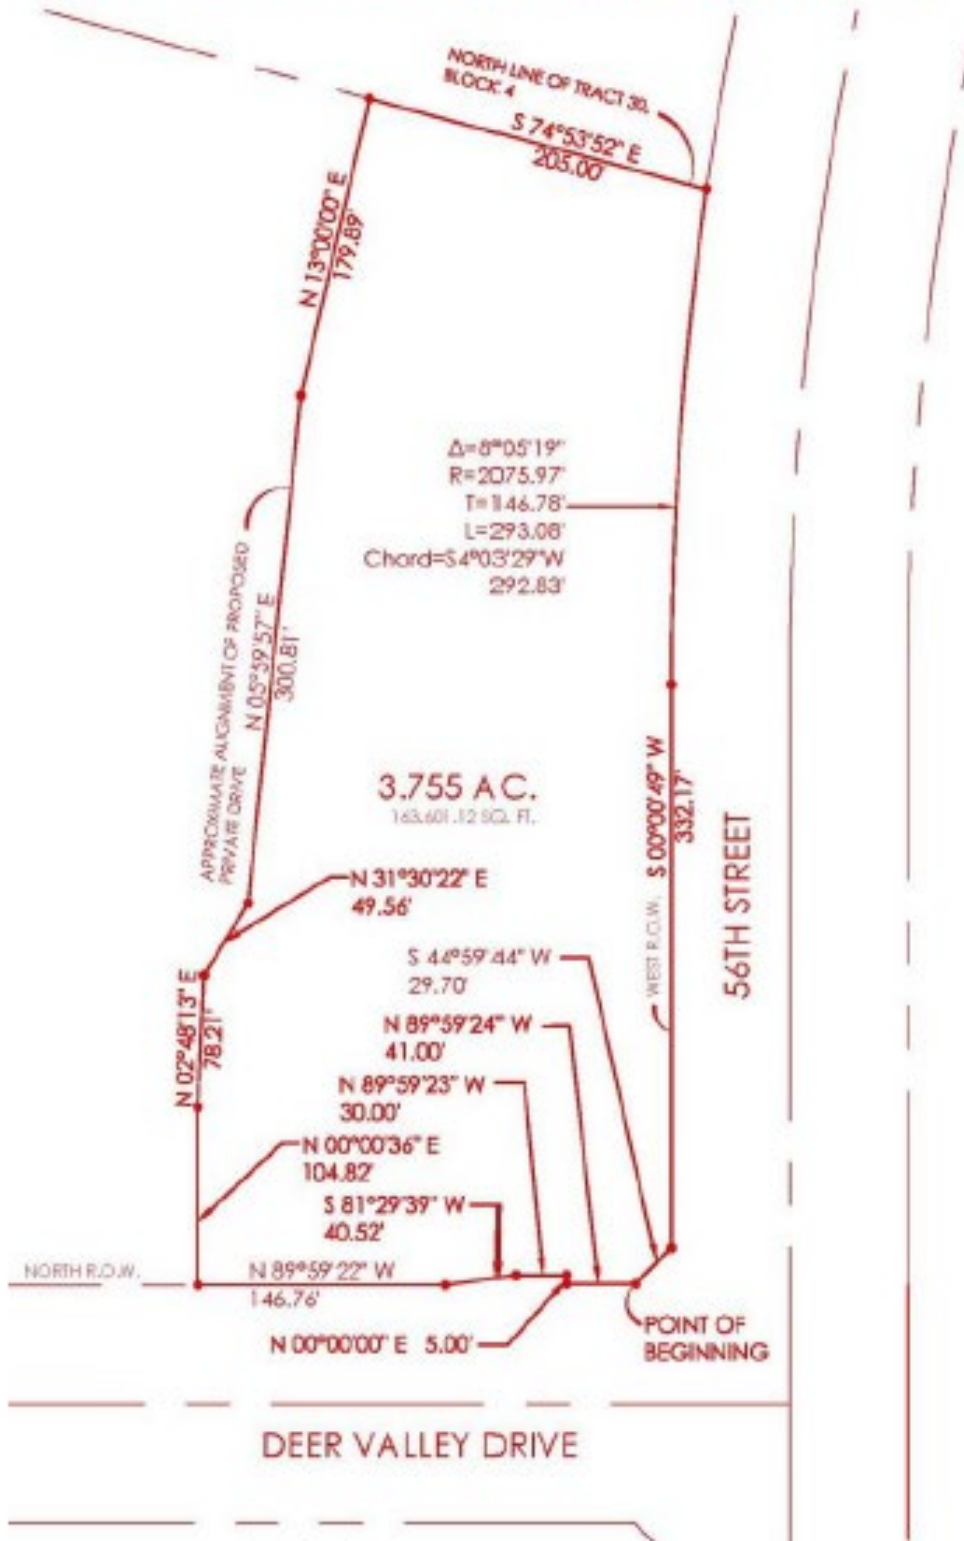 NORTH LINE OF TRACT 30,
BLOCK 4
S 74°53'52" E
205.00'
N 13°00'00" E
179.89'
Δ=8°05'19"
R=2075.97'
T=146.78'
L=293.08'
Chord=S4°03'29"W
292.83'
APPROXIMATE ALIGNMENT OF PROPOSED
PRIVATE DRIVE
N 05°59'57" E
300.81'
3.755 AC.
163,601.12 SQ. FT.
S 00°00'49" W
332.17'
WEST R.O.W.
56TH STREET
N 31°30'22" E
49.56'
S 44°59'44" W
29.70'
N 02°48'13" E
78.21'
N 89°59'24" W
41.00'
N 89°59'23" W
30.00'
N 00°00'36" E
104.82'
S 81°29'39" W
40.52'
NORTH R.O.W.
N 89°59'22" W
146.76'
N 00°00'00" E 5.00'
POINT OF
BEGINNING
DEER VALLEY DRIVE